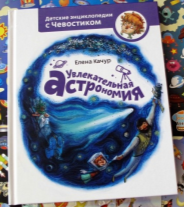 Детские энциклопедии
с Чевостиком
Елена Качур
Увлекательная
астрономия